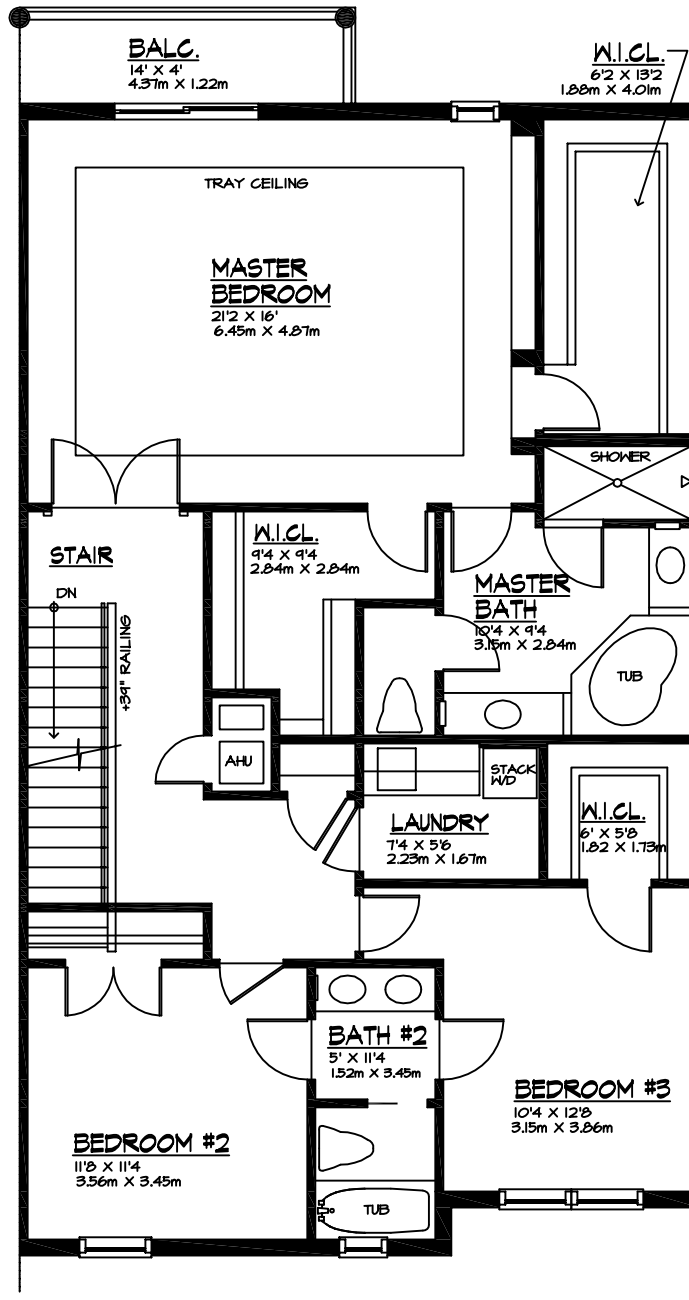 BALC.
14' X 4'
4.37m X 1.22m
W.I.CL.
6'2 X 13'2
1.88m X 4.01m
TRAY CEILING
MASTER
BEDROOM
21'2 X 16'
6.45m X 4.87m
SHOWER
STAIR
DN
+39" RAILING
W.I.CL.
9'4 X 9'4
2.84m X 2.84m
MASTER
BATH
10'4 X 9'4
3.15m X 2.84m
TUB
AHU
STACK
W/D
LAUNDRY
7'4 X 5'6
2.23m X 1.67m
W.I.CL.
6' X 5'8
1.82 X 1.73m
BATH #2
5' X 11'4
1.52m X 3.45m
BEDROOM #3
10'4 X 12'8
3.15m X 3.86m
BEDROOM #2
11'8 X 11'4
3.56m X 3.45m
TUB